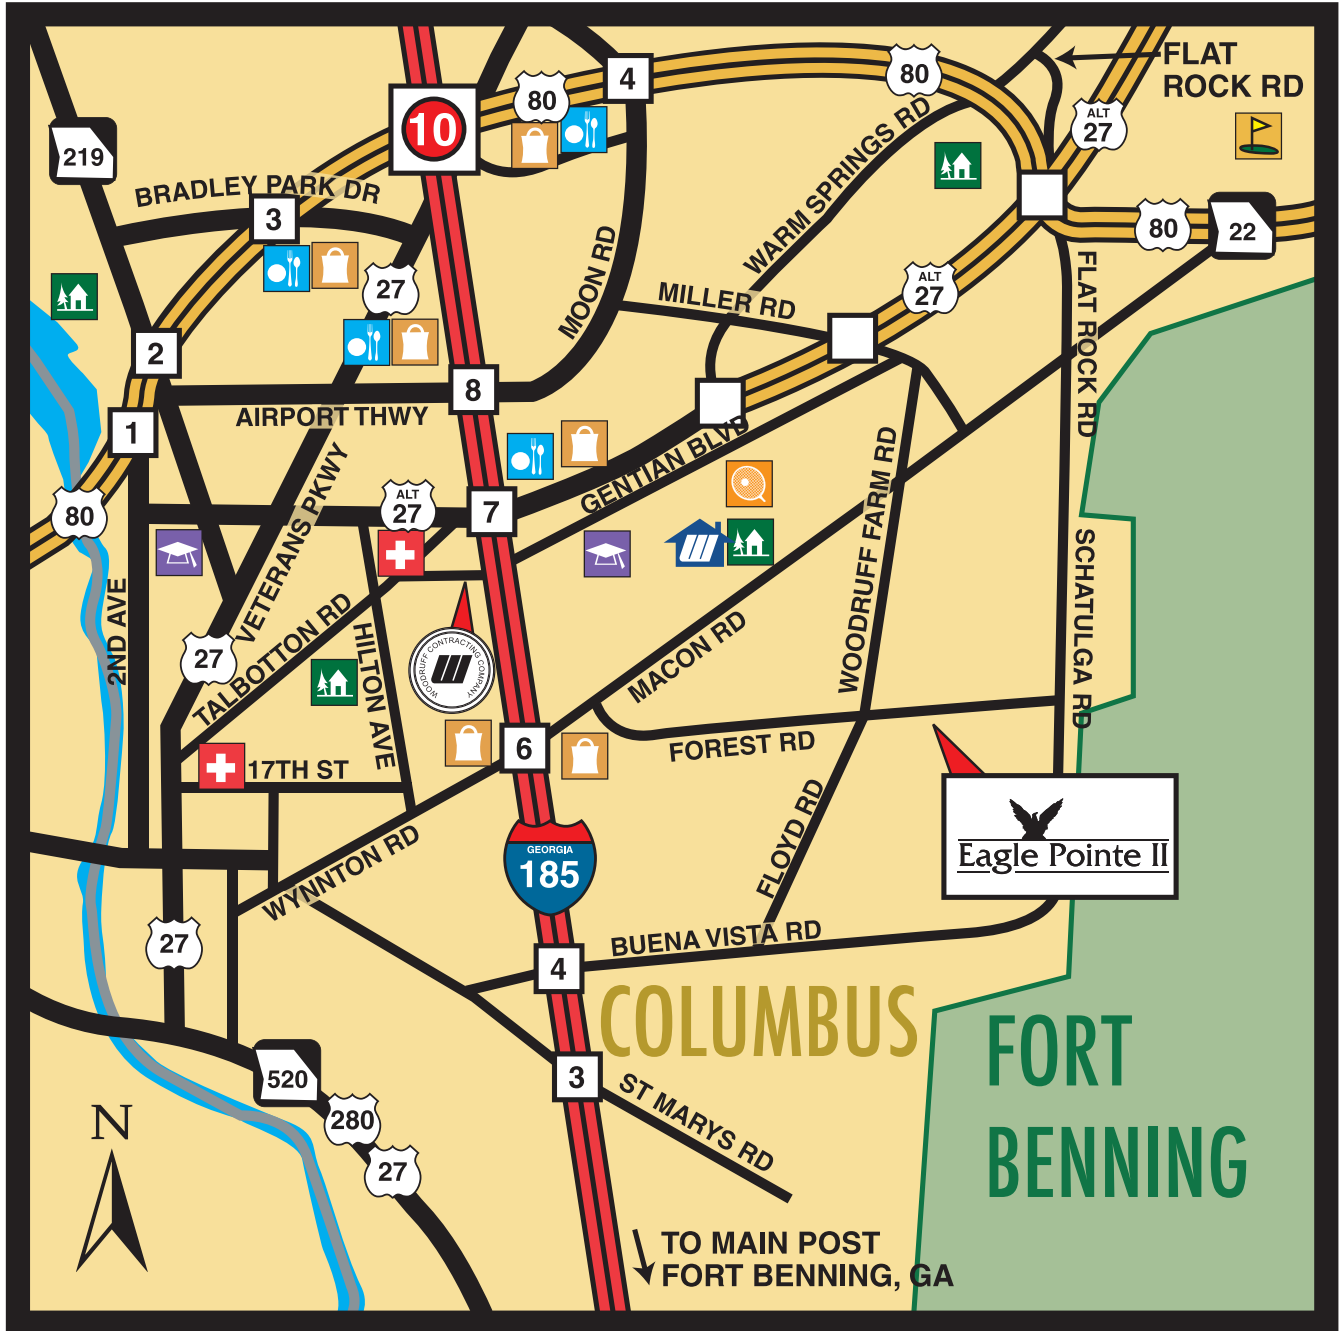 FLAT
ROCK RD
4
80
80
ALT
27
10
219
BRADLEY PARK DR
3
WARM SPRINGS RD
80
22
27
MOON RD
MILLER RD
ALT
27
FLAT ROCK RD
2
8
AIRPORT THWY
1
GENTIAN BLVD
VETERANS PKWY
80
ALT
27
7
WOODRUFF FARM RD
SCHATULGA RD
2ND AVE
27
TALBOTTON RD
HILTON AVE
WOODRUFF CONTRACTING COMPANY
MACON RD
6
FOREST RD
17TH ST
WYNNTON RD
GEORGIA
185
FLOYD RD
Eagle Pointe II
27
4
BUENA VISTA RD
COLUMBUS
FORT
BENNING
520
280
27
3
ST MARYS RD
N
TO MAIN POST
FORT BENNING, GA